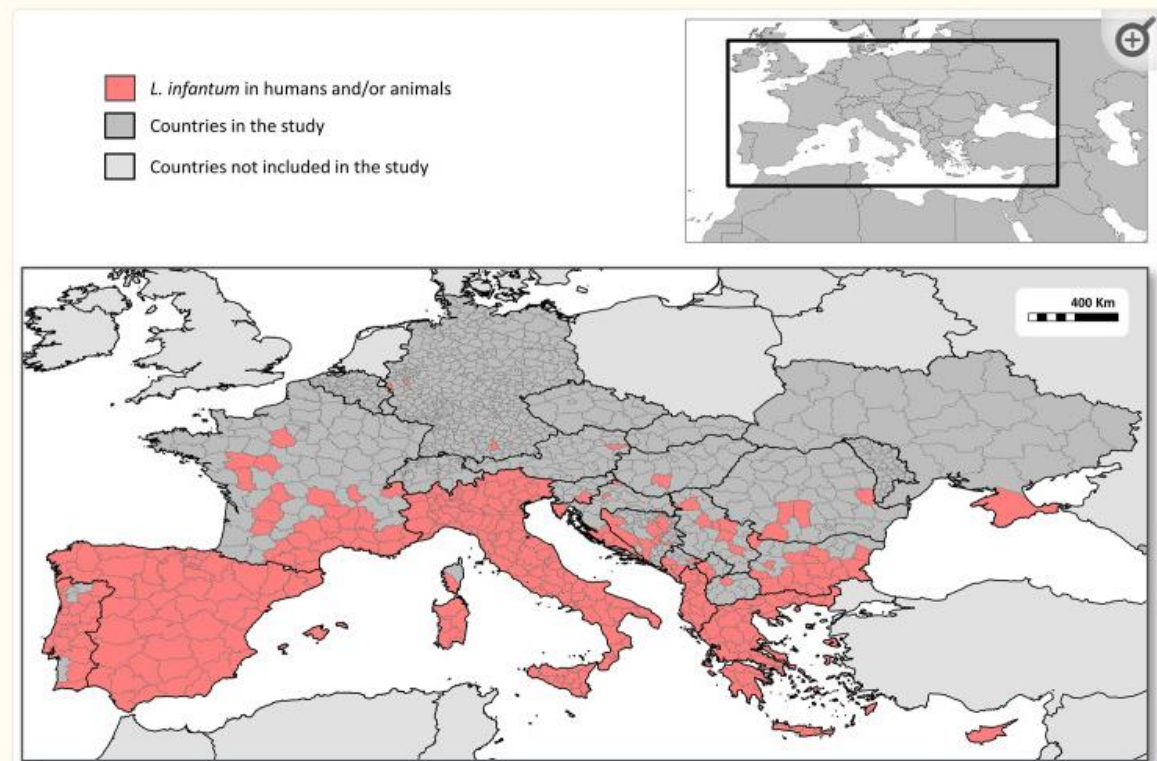 L. infantum in humans and/or animals
Countries in the study
Countries not included in the study
400 Km